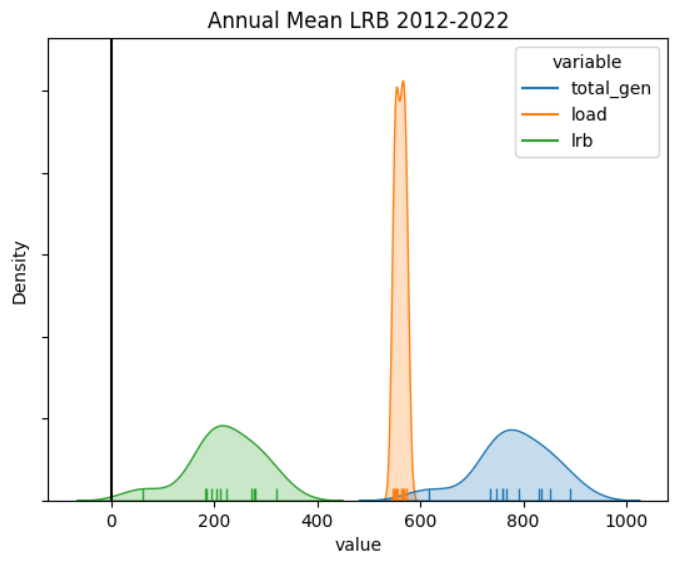 Annual Mean LRB 2012-2022
variable
total_gen
load
lrb
Density
0
200
400
600
800
1000
value